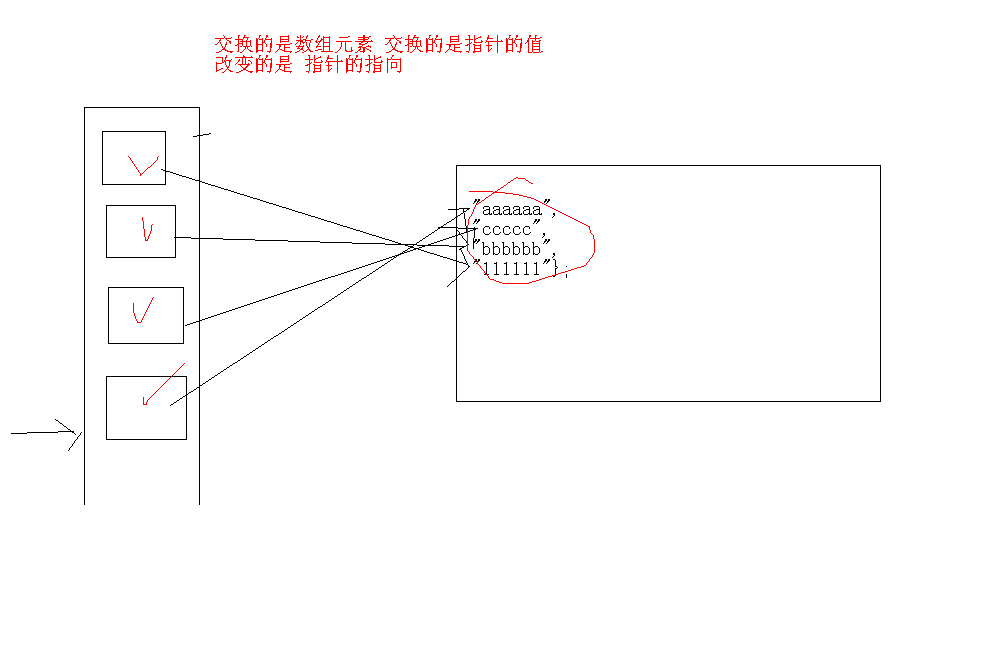 交换的是数组元素 交换的是指针的值
改变的是 指针的指向
"aaaaaa",
"ccccc",
"bbbbbb",
"111111"};